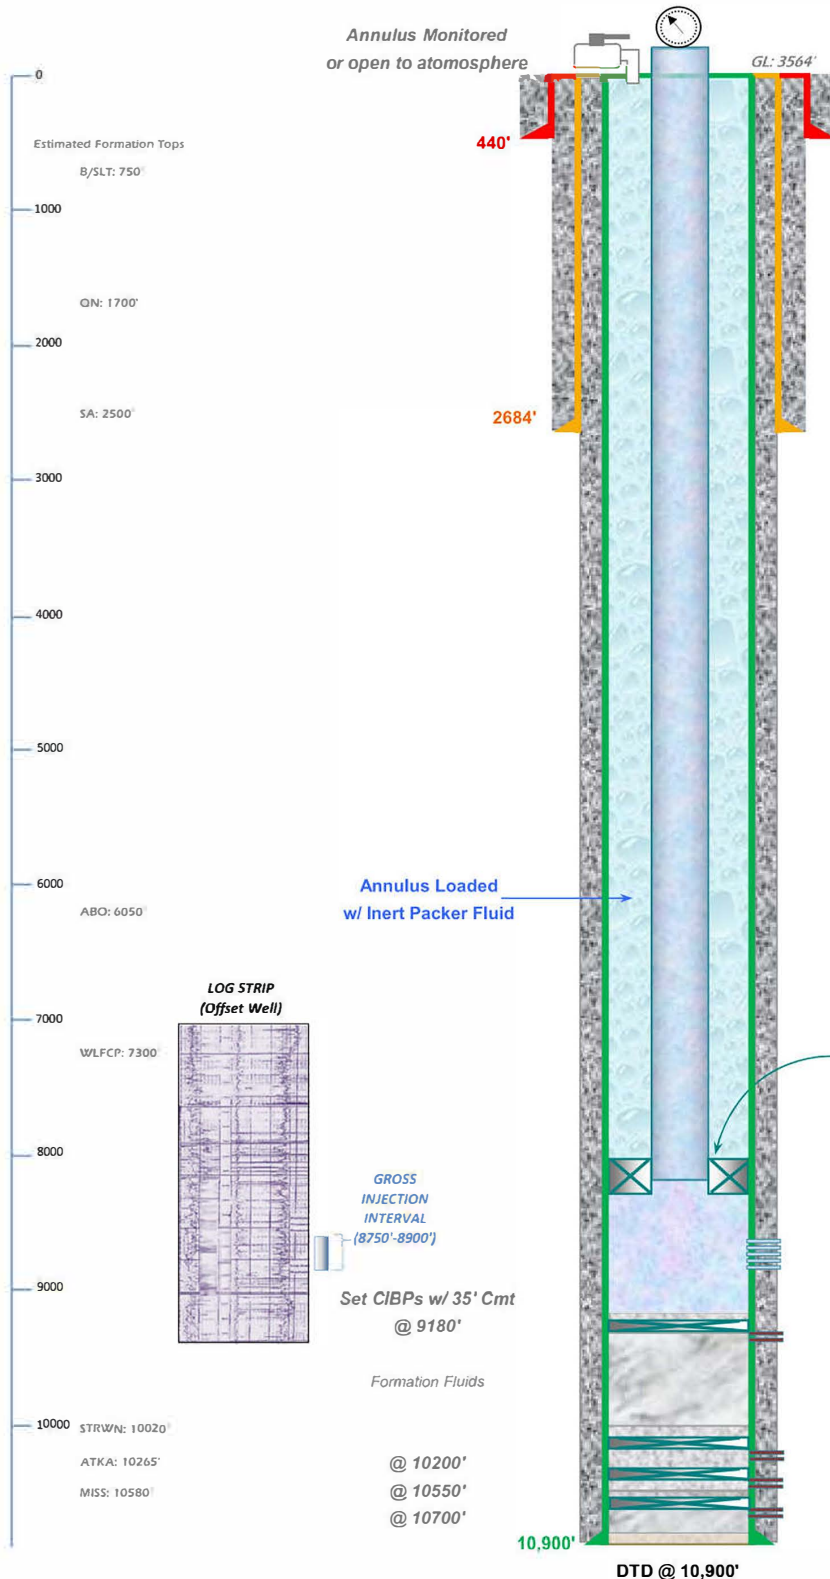 Annulus Monitored
or open to atomosphere
GL: 3564'
0
440'
Estimated Formation Tops
B/SLT: 750'
1000
QN: 1700'
2000
SA: 2500'
2684'
3000
4000
5000
6000
Annulus Loaded
w/ Inert Packer Fluid
ABO: 6050'
LOG STRIP
(Offset Well)
7000
WLFCP: 7300'
8000
GROSS
INJECTION
INTERVAL
(8750'-8900')
9000
Set CIBPs w/ 35' Cmt
@ 9180'
Formation Fluids
10000
STRWN: 10020'
ATKA: 10265'
@ 10200'
MISS: 10580'
@ 10550'
@ 10700'
10,900'
DTD @ 10,900'